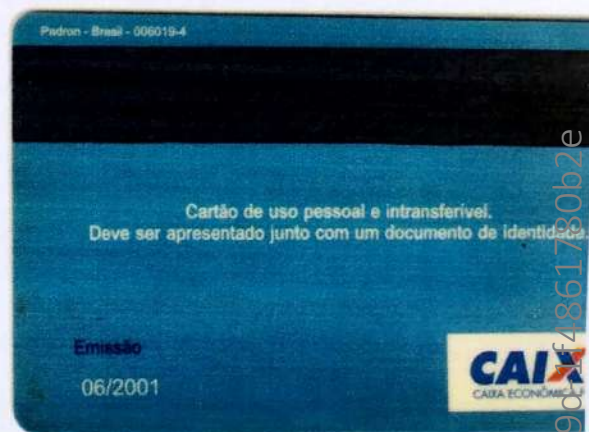 Padron - Brasil - 006019-4
Cartão de uso pessoal e intransferível.
Deve ser apresentado junto com um documento de identidade.
Emissão
06/2001
CAIX
CAIXA ECONÔMICA F
1f4861780b2e